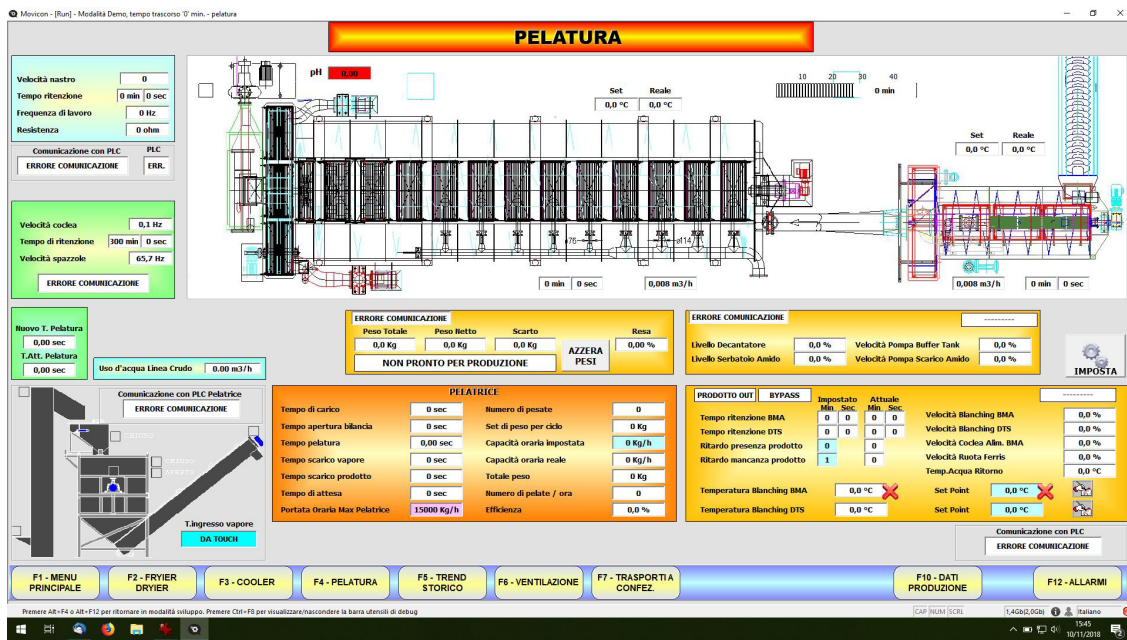 Movicon - [Run] - Modalità Demo, tempo trascorso '0' min. - pelatura
PELATURA
Velocità nastro 0
Tempo ritenzione 0 min 0 sec
Frequenza di lavoro 0 Hz
Resistenza 0 ohm
Comunicazione con PLC PLC
ERRORE COMUNICAZIONE ERR.
Velocità coclea 0,1 Hz
Tempo di ritenzione 300 min 0 sec
Velocità spazzole 65,7 Hz
ERRORE COMUNICAZIONE
pH 0,00
Set Reale
0,0 °C 0,0 °C
10 20 30 40
0 min
Set Reale
0,0 °C 0,0 °C
ø76 ø114
0 min 0 sec 0,008 m3/h
0,008 m3/h 0 min 0 sec
Nuovo T. Pelatura
0,00 sec
T.Att. Pelatura
0,00 sec
Uso d'acqua Linea Crudo 0.00 m3/h
ERRORE COMUNICAZIONE
Peso Totale Peso Netto Scarto Resa
0,0 Kg 0,0 Kg 0,0 Kg 0,00 %
NON PRONTO PER PRODUZIONE
AZZERA
PESI
ERRORE COMUNICAZIONE ---------
Livello Decantatore 0,0 % Velocità Pompa Buffer Tank 0,0 %
Livello Serbatoio Amido 0,0 % Velocità Pompa Scarico Amido 0,0 %
IMPOSTA
Comunicazione con PLC Pelatrice
ERRORE COMUNICAZIONE
CHIUSO
CHIUSO
APERTO
T.ingresso vapore
DA TOUCH
PELATRICE
Tempo di carico 0 sec Numero di pesate 0
Tempo apertura bilancia 0 sec Set di peso per ciclo 0 Kg
Tempo pelatura 0,00 sec Capacità oraria impostata 0 Kg/h
Tempo scarico vapore 0 sec Capacità oraria reale 0 Kg/h
Tempo scarico prodotto 0 sec Totale peso 0 Kg
Tempo di attesa 0 sec Numero di pelate / ora 0
Portata Oraria Max Pelatrice 15000 Kg/h Efficienza 0,0 %
PRODOTTO OUT BYPASS ---------
Impostato Attuale
Min Sec Min Sec
Tempo ritenzione BMA 0 0 0 0
Tempo ritenzione DTS 0 0 0 0
Ritardo presenza prodotto 0 0
Ritardo mancanza prodotto 1 0
Velocità Blanching BMA 0,0 %
Velocità Blanching DTS 0,0 %
Velocità Coclea Alim. BMA 0,0 %
Velocità Ruota Ferris 0,0 %
Temp.Acqua Ritorno 0,0 °C
Temperatura Blanching BMA 0,0 °C Set Point 0,0 °C
Temperatura Blanching DTS 0,0 °C Set Point 0,0 °C
Comunicazione con PLC
ERRORE COMUNICAZIONE
F1 - MENU
PRINCIPALE
F2 - FRYIER
DRYIER
F3 - COOLER
F4 - PELATURA
F5 - TREND
STORICO
F6 - VENTILAZIONE
F7 - TRASPORTI A
CONFEZ.
F10 - DATI
PRODUZIONE
F12 - ALLARMI
Premere Alt+F4 o Alt+F12 per ritornare in modalità sviluppo. Premere Ctrl+F8 per visualizzare/nascondere la barra utensili di debug
CAP NUM SCRL 1,4Gb(2,0Gb) Italiano
15:45
10/11/2018